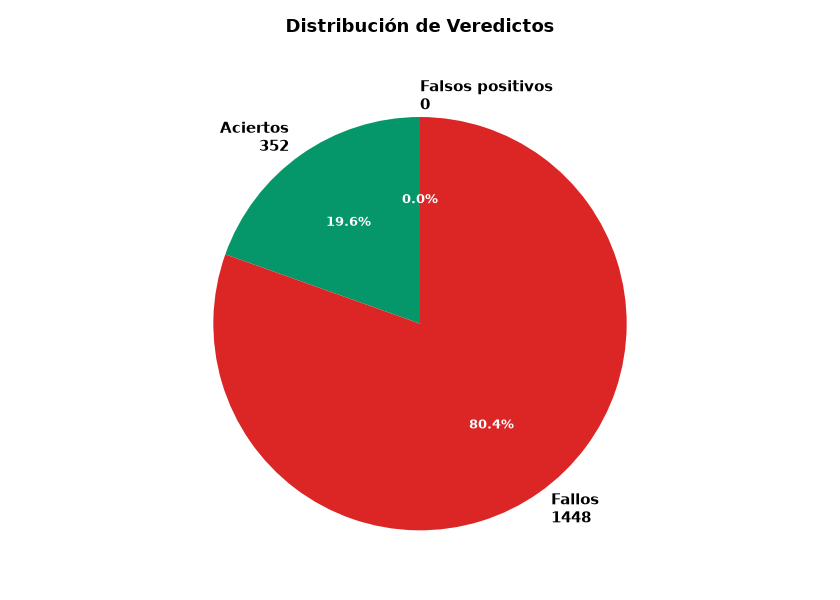 Distribución de Veredictos
Falsos positivos
0
Aciertos
352
0.0%
19.6%
80.4%
Fallos
1448